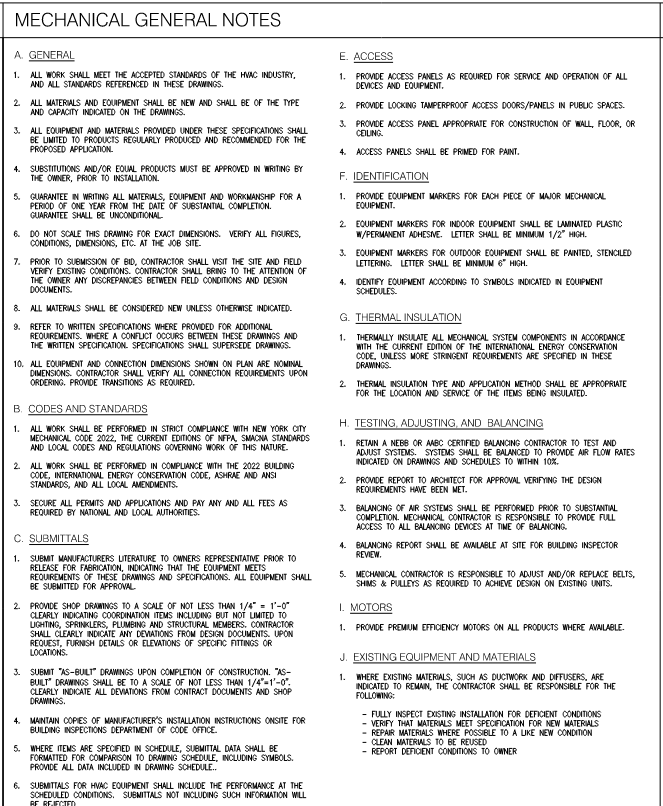 MECHANICAL GENERAL NOTES
A. GENERAL
1. ALL WORK SHALL MEET THE ACCEPTED STANDARDS OF THE HVAC INDUSTRY,
AND ALL STANDARDS REFERENCED IN THESE DRAWINGS.
2. ALL MATERIALS AND EQUIPMENT SHALL BE NEW AND SHALL BE OF THE TYPE
AND CAPACITY INDICATED ON THE DRAWINGS.
3. ALL EQUIPMENT AND MATERIALS PROVIDED UNDER THESE SPECIFICATIONS SHALL
BE LIMITED TO PRODUCTS REGULARLY PRODUCED AND RECOMMENDED FOR THE
PROPOSED APPLICATION.
4. SUBSTITUTIONS AND/OR EQUAL PRODUCTS MUST BE APPROVED IN WRITING BY
THE OWNER, PRIOR TO INSTALLATION.
5. GUARANTEE IN WRITING ALL MATERIALS, EQUIPMENT AND WORKMANSHIP FOR A
PERIOD OF ONE YEAR FROM THE DATE OF SUBSTANTIAL COMPLETION.
GUARANTEE SHALL BE UNCONDITIONAL.
6. DO NOT SCALE THIS DRAWING FOR EXACT DIMENSIONS. VERIFY ALL FIGURES,
CONDITIONS, DIMENSIONS, ETC. AT THE JOB SITE.
7. PRIOR TO SUBMISSION OF BID, CONTRACTOR SHALL VISIT THE SITE AND FIELD
VERIFY EXISTING CONDITIONS. CONTRACTOR SHALL BRING TO THE ATTENTION OF
THE OWNER ANY DISCREPANCIES BETWEEN FIELD CONDITIONS AND DESIGN
DOCUMENTS.
8. ALL MATERIALS SHALL BE CONSIDERED NEW UNLESS OTHERWISE INDICATED.
9. REFER TO WRITTEN SPECIFICATIONS WHERE PROVIDED FOR ADDITIONAL
REQUIREMENTS. WHERE A CONFLICT OCCURS BETWEEN THESE DRAWINGS AND
THE WRITTEN SPECIFICATION. SPECIFICATIONS SHALL SUPERSEDE DRAWINGS.
10. ALL EQUIPMENT AND CONNECTION DIMENSIONS SHOWN ON PLAN ARE NOMINAL
DIMENSIONS. CONTRACTOR SHALL VERIFY ALL CONNECTION REQUIREMENTS UPON
ORDERING. PROVIDE TRANSITIONS AS REQUIRED.
B. CODES AND STANDARDS
1. ALL WORK SHALL BE PERFORMED IN STRICT COMPLIANCE WITH NEW YORK CITY
MECHANICAL CODE 2022, THE CURRENT EDITIONS OF NFPA, SMACNA STANDARDS
AND LOCAL CODES AND REGULATIONS GOVERNING WORK OF THIS NATURE.
2. ALL WORK SHALL BE PERFORMED IN COMPLIANCE WITH THE 2022 BUILDING
CODE, INTERNATIONAL ENERGY CONSERVATION CODE, ASHRAE AND ANSI
STANDARDS, AND ALL LOCAL AMENDMENTS.
3. SECURE ALL PERMITS AND APPLICATIONS AND PAY ANY AND ALL FEES AS
REQUIRED BY NATIONAL AND LOCAL AUTHORITIES.
C. SUBMITTALS
1. SUBMIT MANUFACTURERS LITERATURE TO OWNERS REPRESENTATIVE PRIOR TO
RELEASE FOR FABRICATION, INDICATING THAT THE EQUIPMENT MEETS
REQUIREMENTS OF THESE DRAWINGS AND SPECIFICATIONS. ALL EQUIPMENT SHALL
BE SUBMITTED FOR APPROVAL.
2. PROVIDE SHOP DRAWINGS TO A SCALE OF NOT LESS THAN 1/4" = 1'-0"
CLEARLY INDICATING COORDINATION ITEMS INCLUDING BUT NOT LIMITED TO
LIGHTING, SPRINKLERS, PLUMBING AND STRUCTURAL MEMBERS. CONTRACTOR
SHALL CLEARLY INDICATE ANY DEVIATIONS FROM DESIGN DOCUMENTS. UPON
REQUEST, FURNISH DETAILS OR ELEVATIONS OF SPECIFIC FITTINGS OR
LOCATIONS.
3. SUBMIT "AS-BUILT" DRAWINGS UPON COMPLETION OF CONSTRUCTION. "AS-
BUILT" DRAWINGS SHALL BE TO A SCALE OF NOT LESS THAN 1/4"=1'-0".
CLEARLY INDICATE ALL DEVIATIONS FROM CONTRACT DOCUMENTS AND SHOP
DRAWINGS.
4. MAINTAIN COPIES OF MANUFACTURER'S INSTALLATION INSTRUCTIONS ONSITE FOR
BUILDING INSPECTIONS DEPARTMENT OF CODE OFFICE.
5. WHERE ITEMS ARE SPECIFIED IN SCHEDULE, SUBMITTAL DATA SHALL BE
FORMATTED FOR COMPARISON TO DRAWING SCHEDULE, INCLUDING SYMBOLS.
PROVIDE ALL DATA INCLUDED IN DRAWING SCHEDULE..
6. SUBMITTALS FOR HVAC EQUIPMENT SHALL INCLUDE THE PERFORMANCE AT THE
SCHEDULED CONDITIONS. SUBMITTALS NOT INCLUDING SUCH INFORMATION WILL
BE REJECTED
E. ACCESS
1. PROVIDE ACCESS PANELS AS REQUIRED FOR SERVICE AND OPERATION OF ALL
DEVICES AND EQUIPMENT.
2. PROVIDE LOCKING TAMPERPROOF ACCESS DOORS/PANELS IN PUBLIC SPACES.
3. PROVIDE ACCESS PANEL APPROPRIATE FOR CONSTRUCTION OF WALL, FLOOR, OR
CEILING.
4. ACCESS PANELS SHALL BE PRIMED FOR PAINT.
F. IDENTIFICATION
1. PROVIDE EQUIPMENT MARKERS FOR EACH PIECE OF MAJOR MECHANICAL
EQUIPMENT.
2. EQUIPMENT MARKERS FOR INDOOR EQUIPMENT SHALL BE LAMINATED PLASTIC
W/PERMANENT ADHESIVE. LETTER SHALL BE MINIMUM 1/2" HIGH.
3. EQUIPMENT MARKERS FOR OUTDOOR EQUIPMENT SHALL BE PAINTED, STENCILED
LETTERING. LETTER SHALL BE MINIMUM 6" HIGH.
4. IDENTIFY EQUIPMENT ACCORDING TO SYMBOLS INDICATED IN EQUIPMENT
SCHEDULES.
G. THERMAL INSULATION
1. THERMALLY INSULATE ALL MECHANICAL SYSTEM COMPONENTS IN ACCORDANCE
WITH THE CURRENT EDITION OF THE INTERNATIONAL ENERGY CONSERVATION
CODE, UNLESS MORE STRINGENT REQUIREMENTS ARE SPECIFIED IN THESE
DRAWINGS.
2. THERMAL INSULATION TYPE AND APPLICATION METHOD SHALL BE APPROPRIATE
FOR THE LOCATION AND SERVICE OF THE ITEMS BEING INSULATED.
H. TESTING, ADJUSTING, AND BALANCING
1. RETAIN A NEBB OR AABC CERTIFIED BALANCING CONTRACTOR TO TEST AND
ADJUST SYSTEMS. SYSTEMS SHALL BE BALANCED TO PROVIDE AIR FLOW RATES
INDICATED ON DRAWINGS AND SCHEDULES TO WITHIN 10%.
2. PROVIDE REPORT TO ARCHITECT FOR APPROVAL VERIFYING THE DESIGN
REQUIREMENTS HAVE BEEN MET.
3. BALANCING OF AIR SYSTEMS SHALL BE PERFORMED PRIOR TO SUBSTANTIAL
COMPLETION. MECHANICAL CONTRACTOR IS RESPONSIBLE TO PROVIDE FULL
ACCESS TO ALL BALANCING DEVICES AT TIME OF BALANCING.
4. BALANCING REPORT SHALL BE AVAILABLE AT SITE FOR BUILDING INSPECTOR
REVIEW.
5. MECHANICAL CONTRACTOR IS RESPONSIBLE TO ADJUST AND/OR REPLACE BELTS,
SHIMS & PULLEYS AS REQUIRED TO ACHIEVE DESIGN ON EXISTING UNITS.
I. MOTORS
1. PROVIDE PREMIUM EFFICIENCY MOTORS ON ALL PRODUCTS WHERE AVAILABLE.
J. EXISTING EQUIPMENT AND MATERIALS
1. WHERE EXISTING MATERIALS, SUCH AS DUCTWORK AND DIFFUSERS, ARE
INDICATED TO REMAIN, THE CONTRACTOR SHALL BE RESPONSIBLE FOR THE
FOLLOWING:
- FULLY INSPECT EXISTING INSTALLATION FOR DEFICIENT CONDITIONS
- VERIFY THAT MATERIALS MEET SPECIFICATION FOR NEW MATERIALS
- REPAIR MATERIALS WHERE POSSIBLE TO A LIKE NEW CONDITION
- CLEAN MATERIALS TO BE REUSED
- REPORT DEFICIENT CONDITIONS TO OWNER